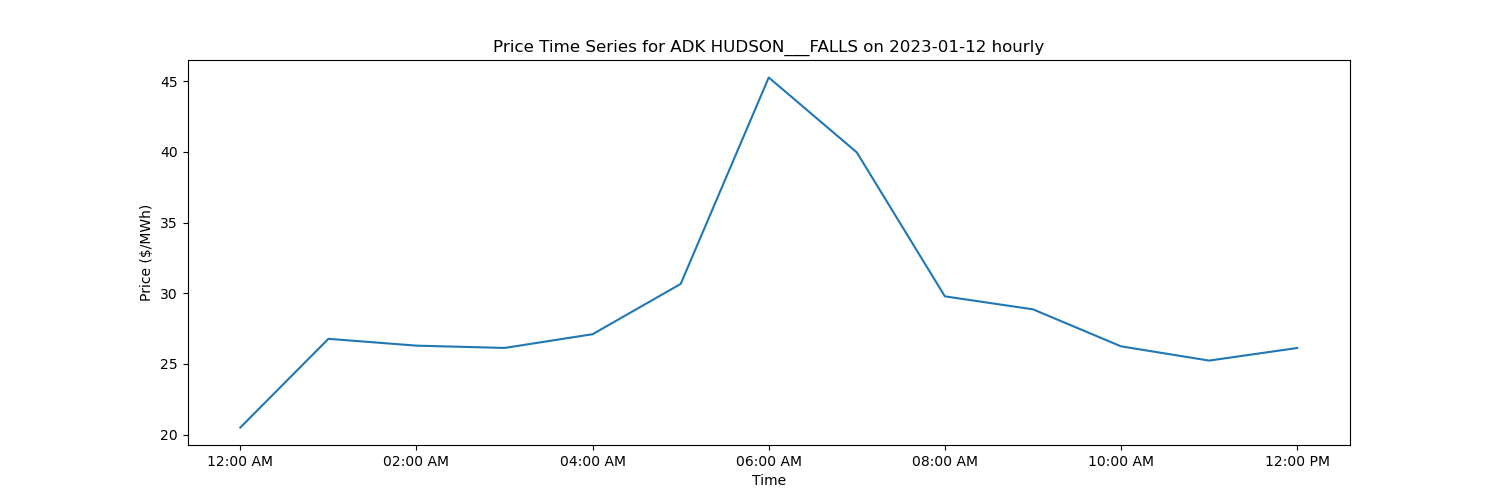 Price Time Series for ADK HUDSON___FALLS on 2023-01-12 hourly
45
40
35
30
25
20
Price ($/MWh)
12:00 AM 02:00 AM 04:00 AM 06:00 AM 08:00 AM 10:00 AM 12:00 PM
Time